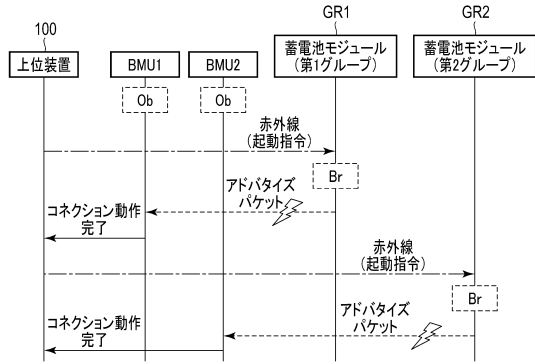 100
GR1
GR2
上位装置
BMU1
BMU2
蓄電池モジュール
(第1グループ)
蓄電池モジュール
(第2グループ)
Ob
Ob
赤外線
(起動指令)
Br
アドバタイズ
パケット
コネクション動作
完了
赤外線
(起動指令)
Br
アドバタイズ
パケット
コネクション動作
完了